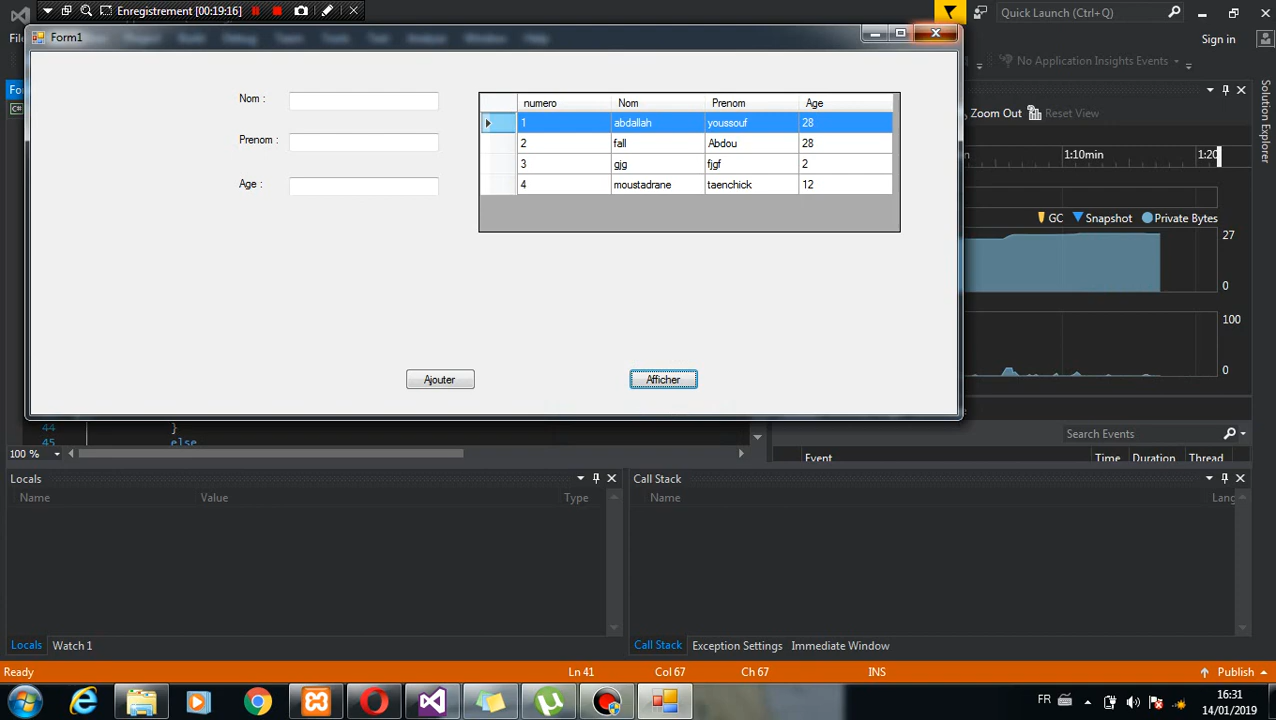 Enregistrement [00:19:16]
Quick Launch (Ctrl+Q)
Form1
Sign in
No Application Insights Events
Nom :
Prenom :
Age :
numero Nom Prenom Age
1 abdallah youssouf 28
2 fall Abdou 28
3 gjg fjgf 2
4 moustadrane taenchick 12
Ajouter
Afficher
Zoom Out Reset View
1:10min 1:20
GC Snapshot Private Bytes
27
0
100
0
Solution Explorer
44 }
45 else
100 %
Search Events
Event Time Duration Thread
Locals
Name Value Type
Call Stack
Name Lang
Locals Watch 1
Call Stack Exception Settings Immediate Window
Ready Ln 41 Col 67 Ch 67 INS Publish
FR
16:31
14/01/2019